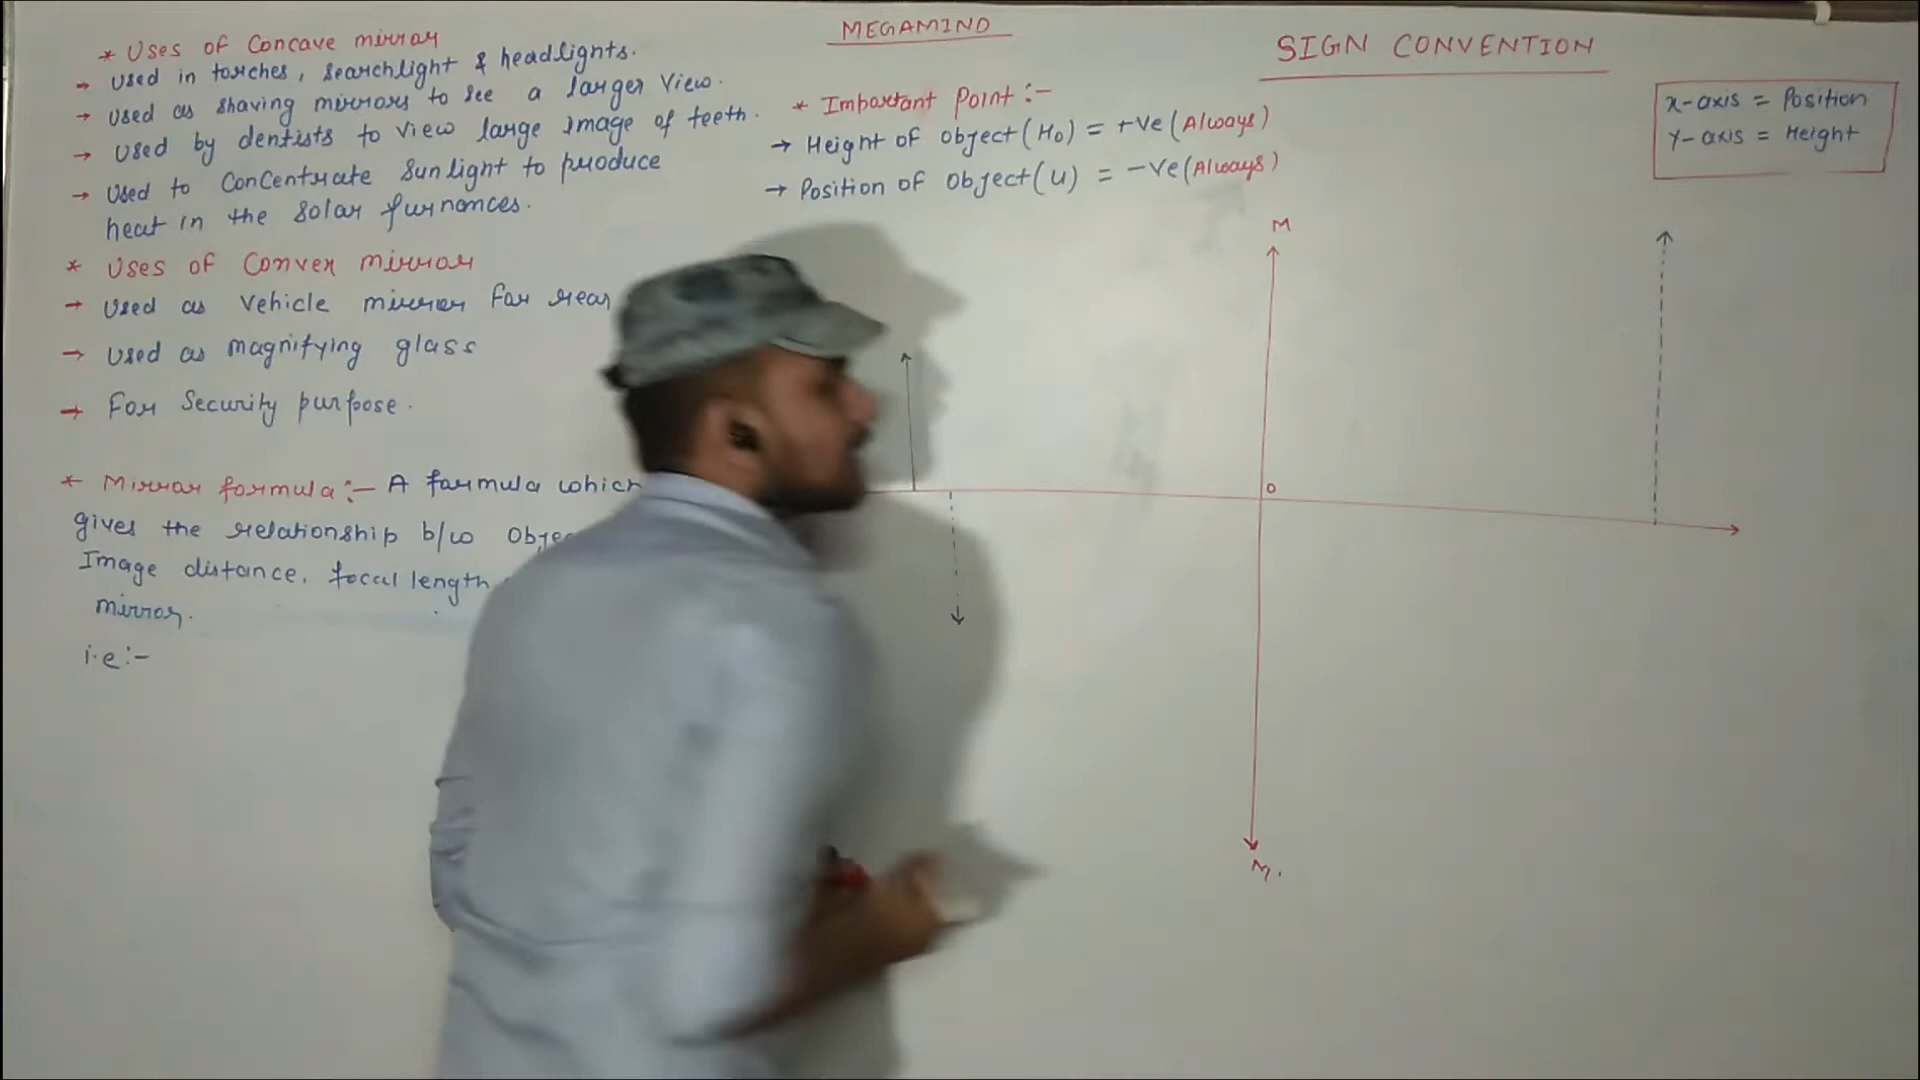 * Uses of Concave mirror
→ Used in torches, Searchlight & headlights.
→ Used as shaving mirrors to see a larger View.
→ Used by dentists to view large image of teeth.
→ Used to Concentrate Sunlight to produce
heat in the Solar furnances.
* Uses of Convex mirror
→ Used as Vehicle mirror for rear
→ Used as magnifying glass
→ For Security purpose.
* Mirror formula :- A formula which
gives the relationship b/w Obje
Image distance, focal length
mirror.
i.e :-
MEGAMIND
* Important Point :-
→ Height of object (Ho) = +ve (Always)
→ Position of Object (u) = -ve (Always)
SIGN CONVENTION
x-axis = Position
Y-axis = Height
M
O
M.